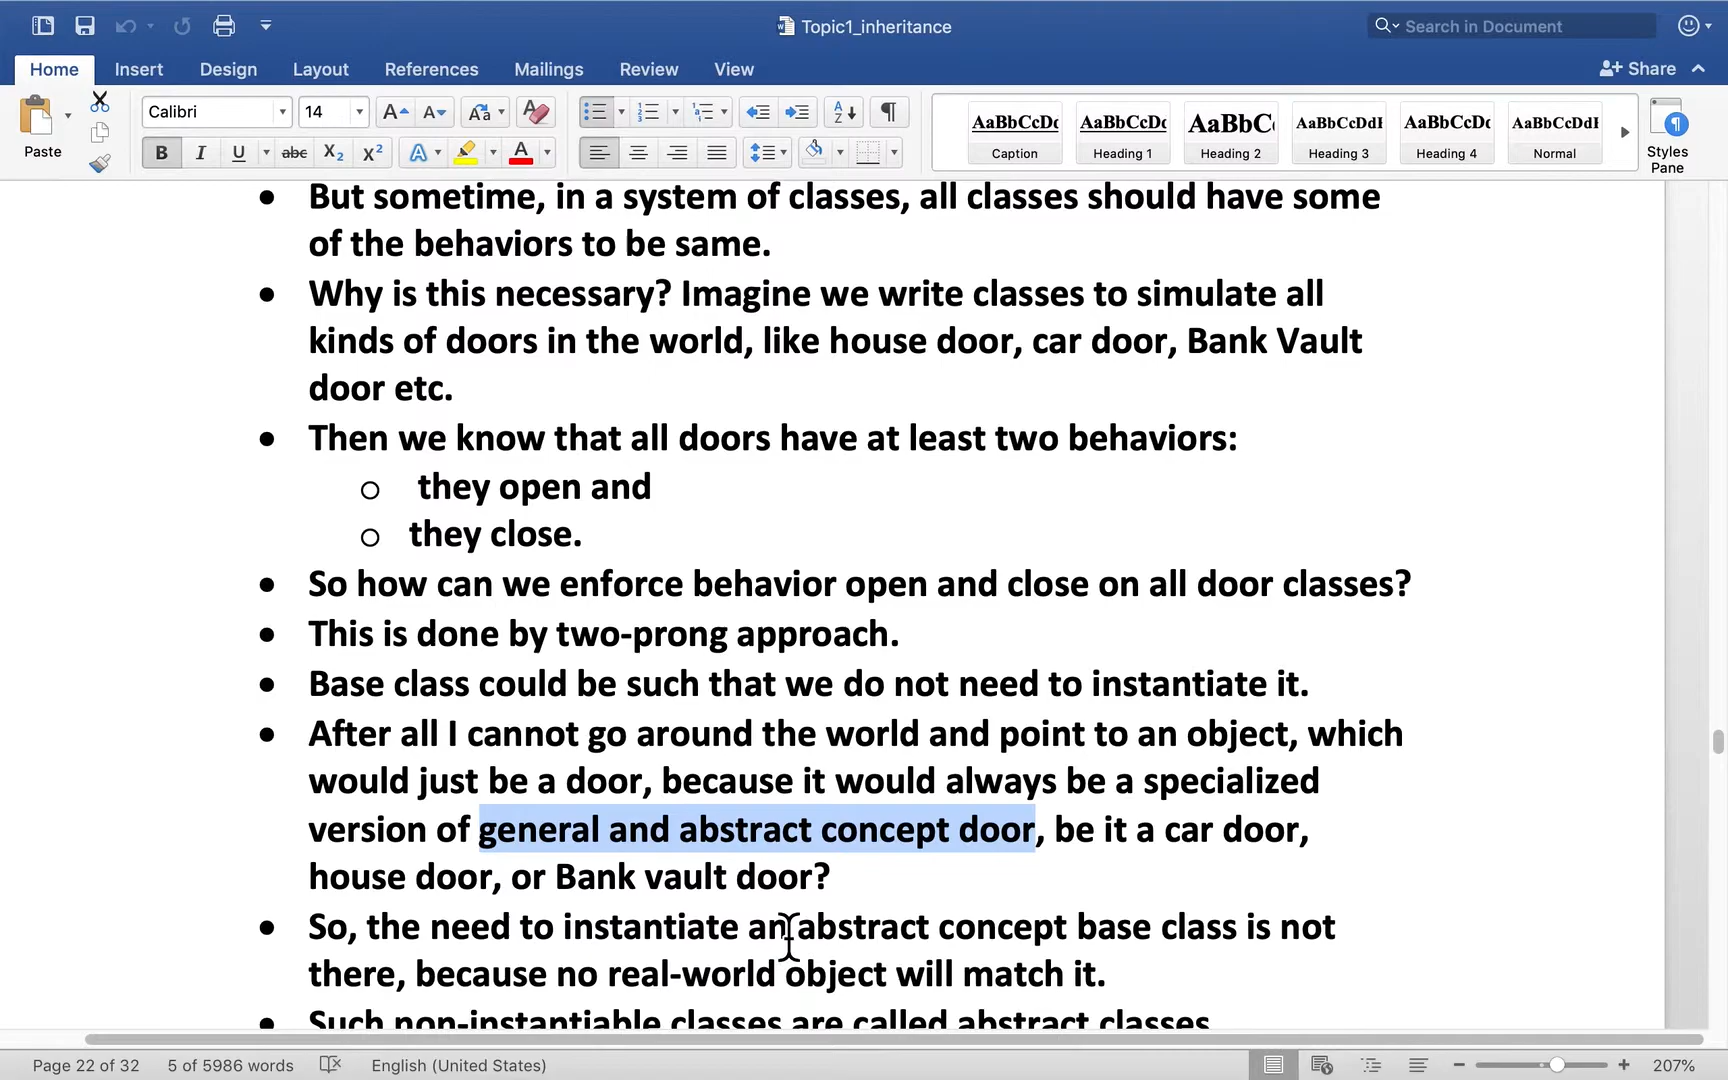 Topic1_inheritance
Search in Document
Home Insert Design Layout References Mailings Review View Share
Paste
Calibri 14
AaBbCcDc AaBbCcDc AaBbC AaBbCcDdE AaBbCcDc AaBbCcDdE
Caption Heading 1 Heading 2 Heading 3 Heading 4 Normal Styles Pane
• But sometime, in a system of classes, all classes should have some
of the behaviors to be same.
• Why is this necessary? Imagine we write classes to simulate all
kinds of doors in the world, like house door, car door, Bank Vault
door etc.
• Then we know that all doors have at least two behaviors:
o they open and
o they close.
• So how can we enforce behavior open and close on all door classes?
• This is done by two-prong approach.
• Base class could be such that we do not need to instantiate it.
• After all I cannot go around the world and point to an object, which
would just be a door, because it would always be a specialized
version of general and abstract concept door, be it a car door,
house door, or Bank vault door?
• So, the need to instantiate an abstract concept base class is not
there, because no real-world object will match it.
• Such non-instantiable classes are called abstract classes
Page 22 of 32 5 of 5986 words English (United States) 207%